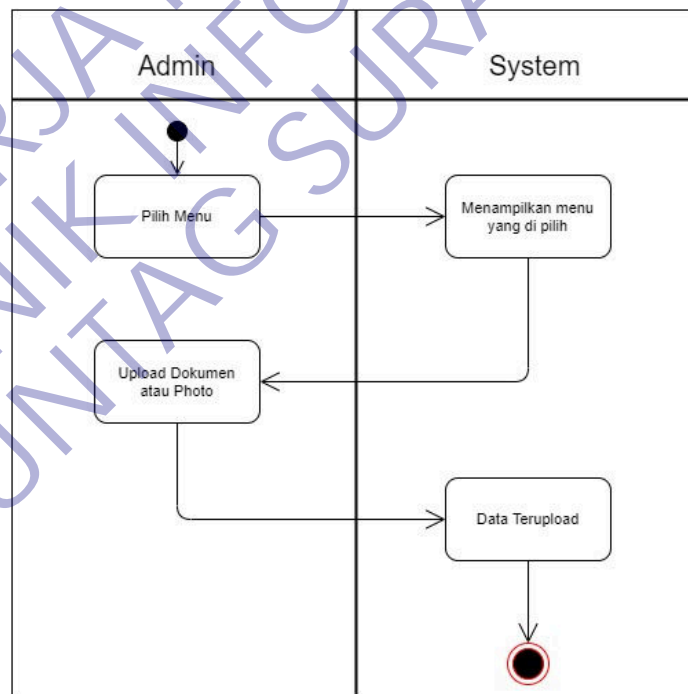 Admin
System
Pilih Menu
Menampilkan menu
yang di pilih
Upload Dokumen
atau Photo
Data Terupload